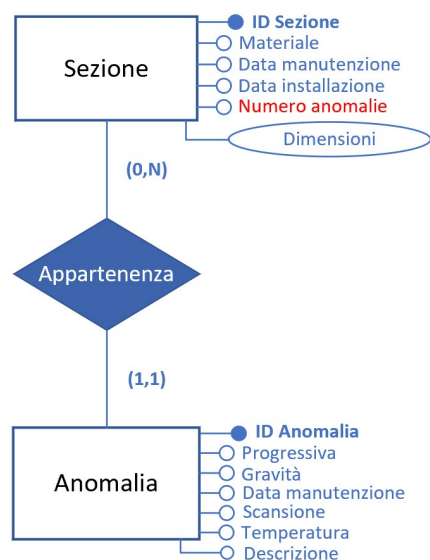 ID Sezione
Materiale
Sezione
Data manutenzione
Data installazione
Numero anomalie
Dimensioni
(0,N)
Appartenenza
(1,1)
ID Anomalia
Progressiva
Gravità
Anomalia
Data manutenzione
Scansione
Temperatura
Descrizione